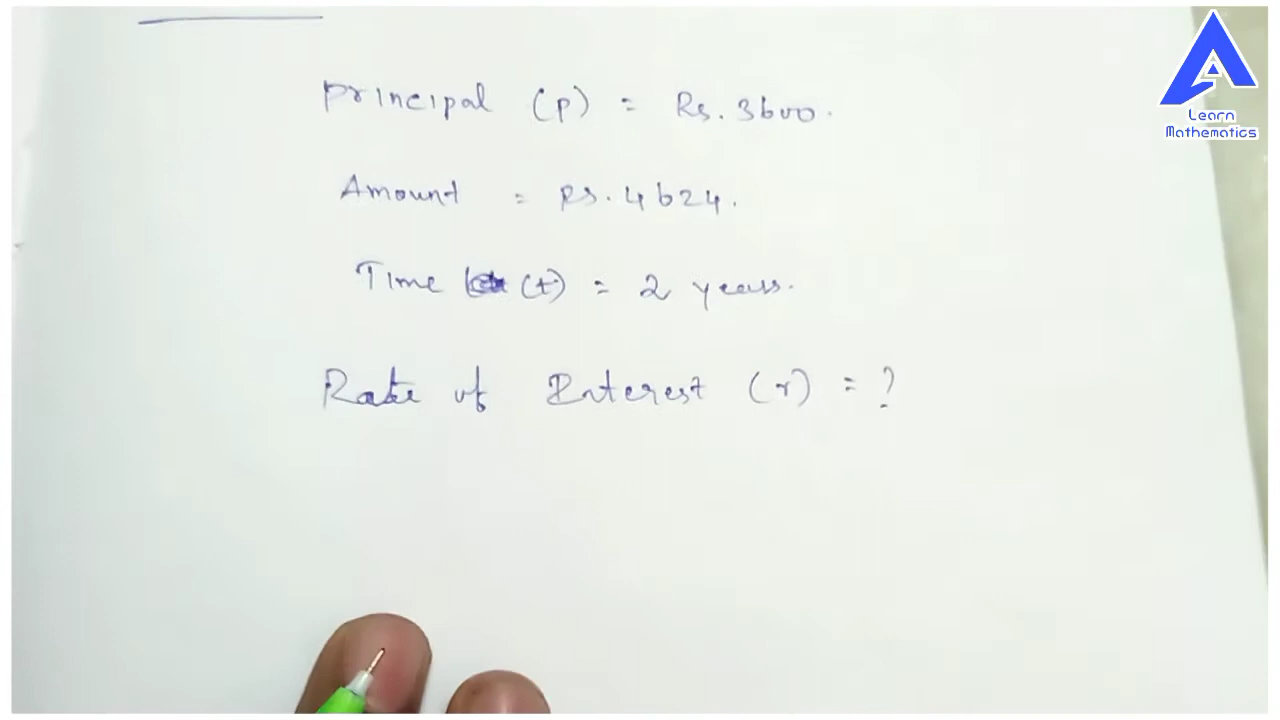 Principal (P) = Rs. 3600.
Amount = Rs. 4624.
Time (t) = 2 years.
Rate of Interest (r) = ?
Learn
Mathematics